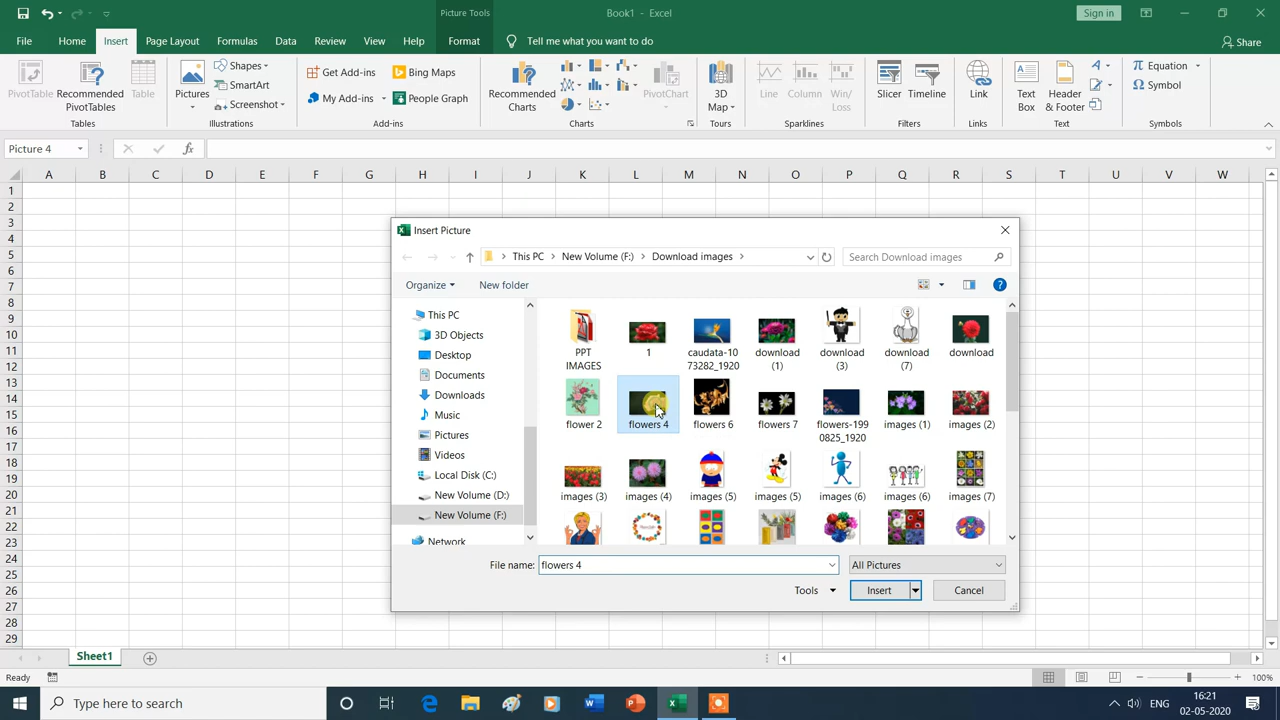 Picture Tools
Book1 - Excel
Sign in
File Home Insert Page Layout Formulas Data Review View Help Format Tell me what you want to do Share
PivotTable Recommended PivotTables Table
Tables
Pictures Shapes SmartArt Screenshot
Illustrations
Get Add-ins My Add-ins Bing Maps People Graph
Add-ins
Recommended Charts PivotChart
Charts
3D Map
Tours
Line Column Win/Loss
Sparklines
Slicer Timeline
Filters
Link
Links
Text Box Header & Footer
Text
Equation Symbol
Symbols
Picture 4 fx
A B C D E F G H I J K L M N O P Q R S T U V W
1
2
3
4
5
6
7
8
9
10
11
12
13
14
15
16
17
18
19
20
21
22
23
24
25
26
27
28
29
Insert Picture
This PC New Volume (F:) Download images
Search Download images
Organize New folder
This PC
3D Objects
Desktop
Documents
Downloads
Music
Pictures
Videos
Local Disk (C:)
New Volume (D:)
New Volume (F:)
Network
PPT IMAGES
1
caudata-1073282_1920
download (1)
download (3)
download (7)
download
flower 2
flowers 4
flowers 6
flowers 7
flowers-1990825_1920
images (1)
images (2)
images (3)
images (4)
images (5)
images (5)
images (6)
images (6)
images (7)
File name: flowers 4 All Pictures
Tools Insert Cancel
Sheet1
Ready 100%
Type here to search
ENG
16:21
02-05-2020